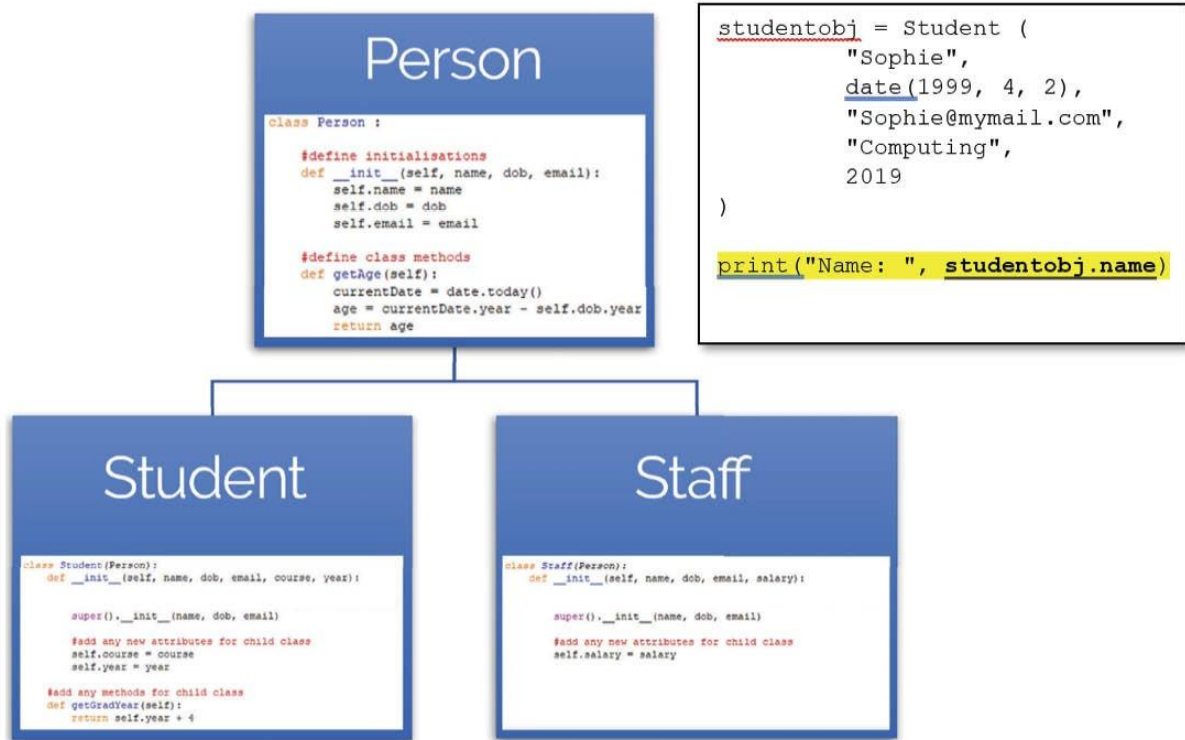 Person
class Person :
#define initialisations
def __init__(self, name, dob, email):
self.name = name
self.dob = dob
self.email = email
#define class methods
def getAge(self):
currentDate = date.today()
age = currentDate.year - self.dob.year
return age
studentobj = Student (
"Sophie",
date(1999, 4, 2),
"Sophie@mymail.com",
"Computing",
2019
)
print("Name: ", studentobj.name)
Student
class Student(Person):
def __init__(self, name, dob, email, course, year):
super().__init__(name, dob, email)
#add any new attributes for child class
self.course = course
self.year = year
#add any methods for child class
def getGradYear(self):
return self.year + 4
Staff
class Staff(Person):
def __init__(self, name, dob, email, salary):
super().__init__(name, dob, email)
#add any new attributes for child class
self.salary = salary